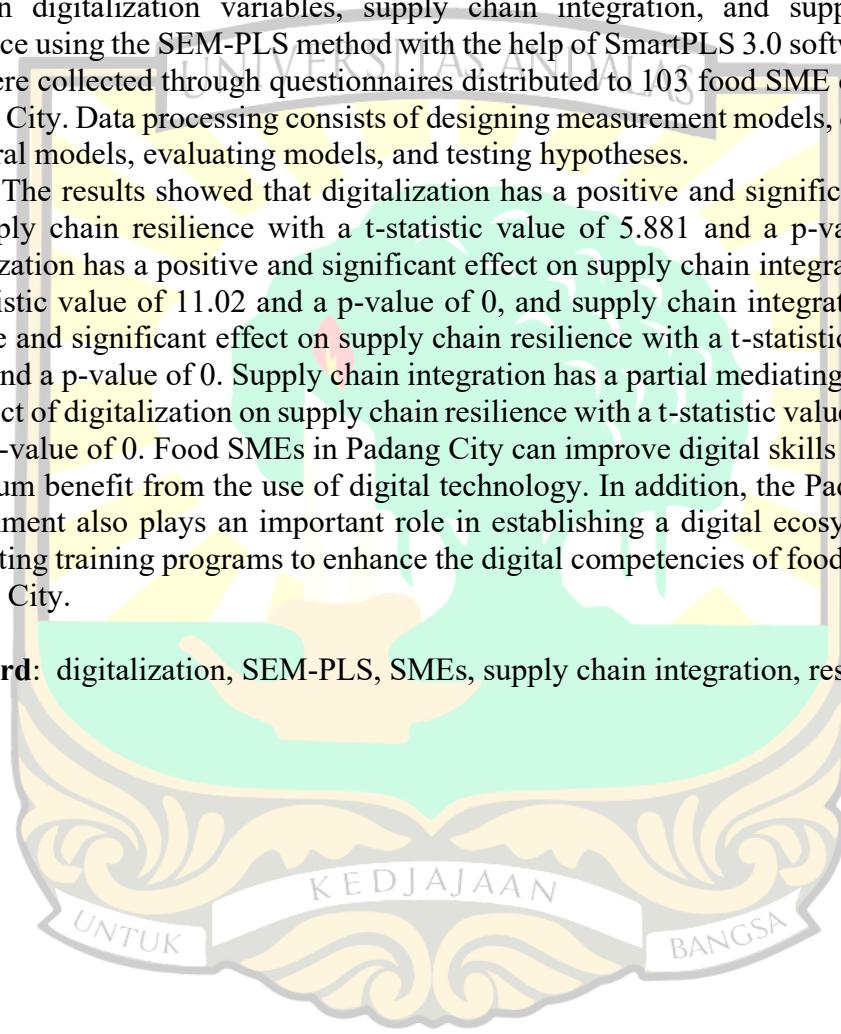 n digitalization variables, supply chain integration, and supp
ce using the SEM-PLS method with the help of SmartPLS 3.0 softw
ere collected through questionnaires distributed to 103 food SME
City. Data processing consists of designing measurement models,
ral models, evaluating models, and testing hypotheses.
The results showed that digitalization has a positive and signific
ply chain resilience with a t-statistic value of 5.881 and a p-va
zation has a positive and significant effect on supply chain integra
istic value of 11.02 and a p-value of 0, and supply chain integrat
e and significant effect on supply chain resilience with a t-statistic
nd a p-value of 0. Supply chain integration has a partial mediating
ct of digitalization on supply chain resilience with a t-statistic value
-value of 0. Food SMEs in Padang City can improve digital skills
um benefit from the use of digital technology. In addition, the Pad
nment also plays an important role in establishing a digital ecosy
ting training programs to enhance the digital competencies of food
City.
rd: digitalization, SEM-PLS, SMEs, supply chain integration, res
UNIVERSITAS ANDALAS
KEDJAJAAN
UNTUK
BANGSA